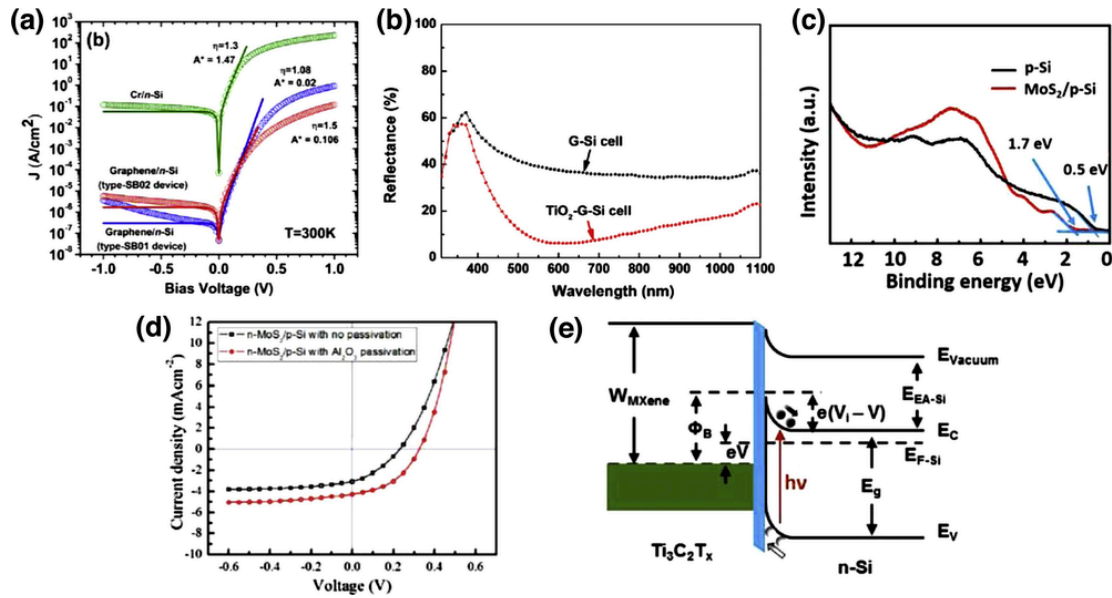 (a)
(b)
J (A/cm²)
10³
10²
10¹
10⁰
10⁻¹
10⁻²
10⁻³
10⁻⁴
10⁻⁵
10⁻⁶
10⁻⁷
10⁻⁸
η=1.3
A* = 1.47
η=1.08
A* = 0.02
Cr/n-Si
η=1.5
A* = 0.106
Graphene/n-Si
(type-SB02 device)
Graphene/n-Si
(type-SB01 device)
T=300K
-1.0 -0.5 0.0 0.5 1.0
Bias Voltage (V)
(b)
Reflectance (%)
100
80
60
40
20
0
G-Si cell
TiO₂-G-Si cell
400 500 600 700 800 900 1000 1100
Wavelength (nm)
(c)
Intensity (a.u.)
p-Si
MoS₂/p-Si
1.7 eV
0.5 eV
12 10 8 6 4 2 0
Binding energy (eV)
(d)
Current density (mAcm⁻²)
12
10
8
6
4
2
0
-2
-4
-6
-8
-10
n-MoS₂/p-Si with no passivation
n-MoS₂/p-Si with Al₂O₃ passivation
-0.6 -0.4 -0.2 0.0 0.2 0.4 0.6
Voltage (V)
(e)
E_Vacuum
W_MXene
E_EA-Si
e(Vᵢ – V)
Φ_B
E_C
eV
E_F-Si
hν
E_g
E_V
Ti₃C₂Tₓ
n-Si